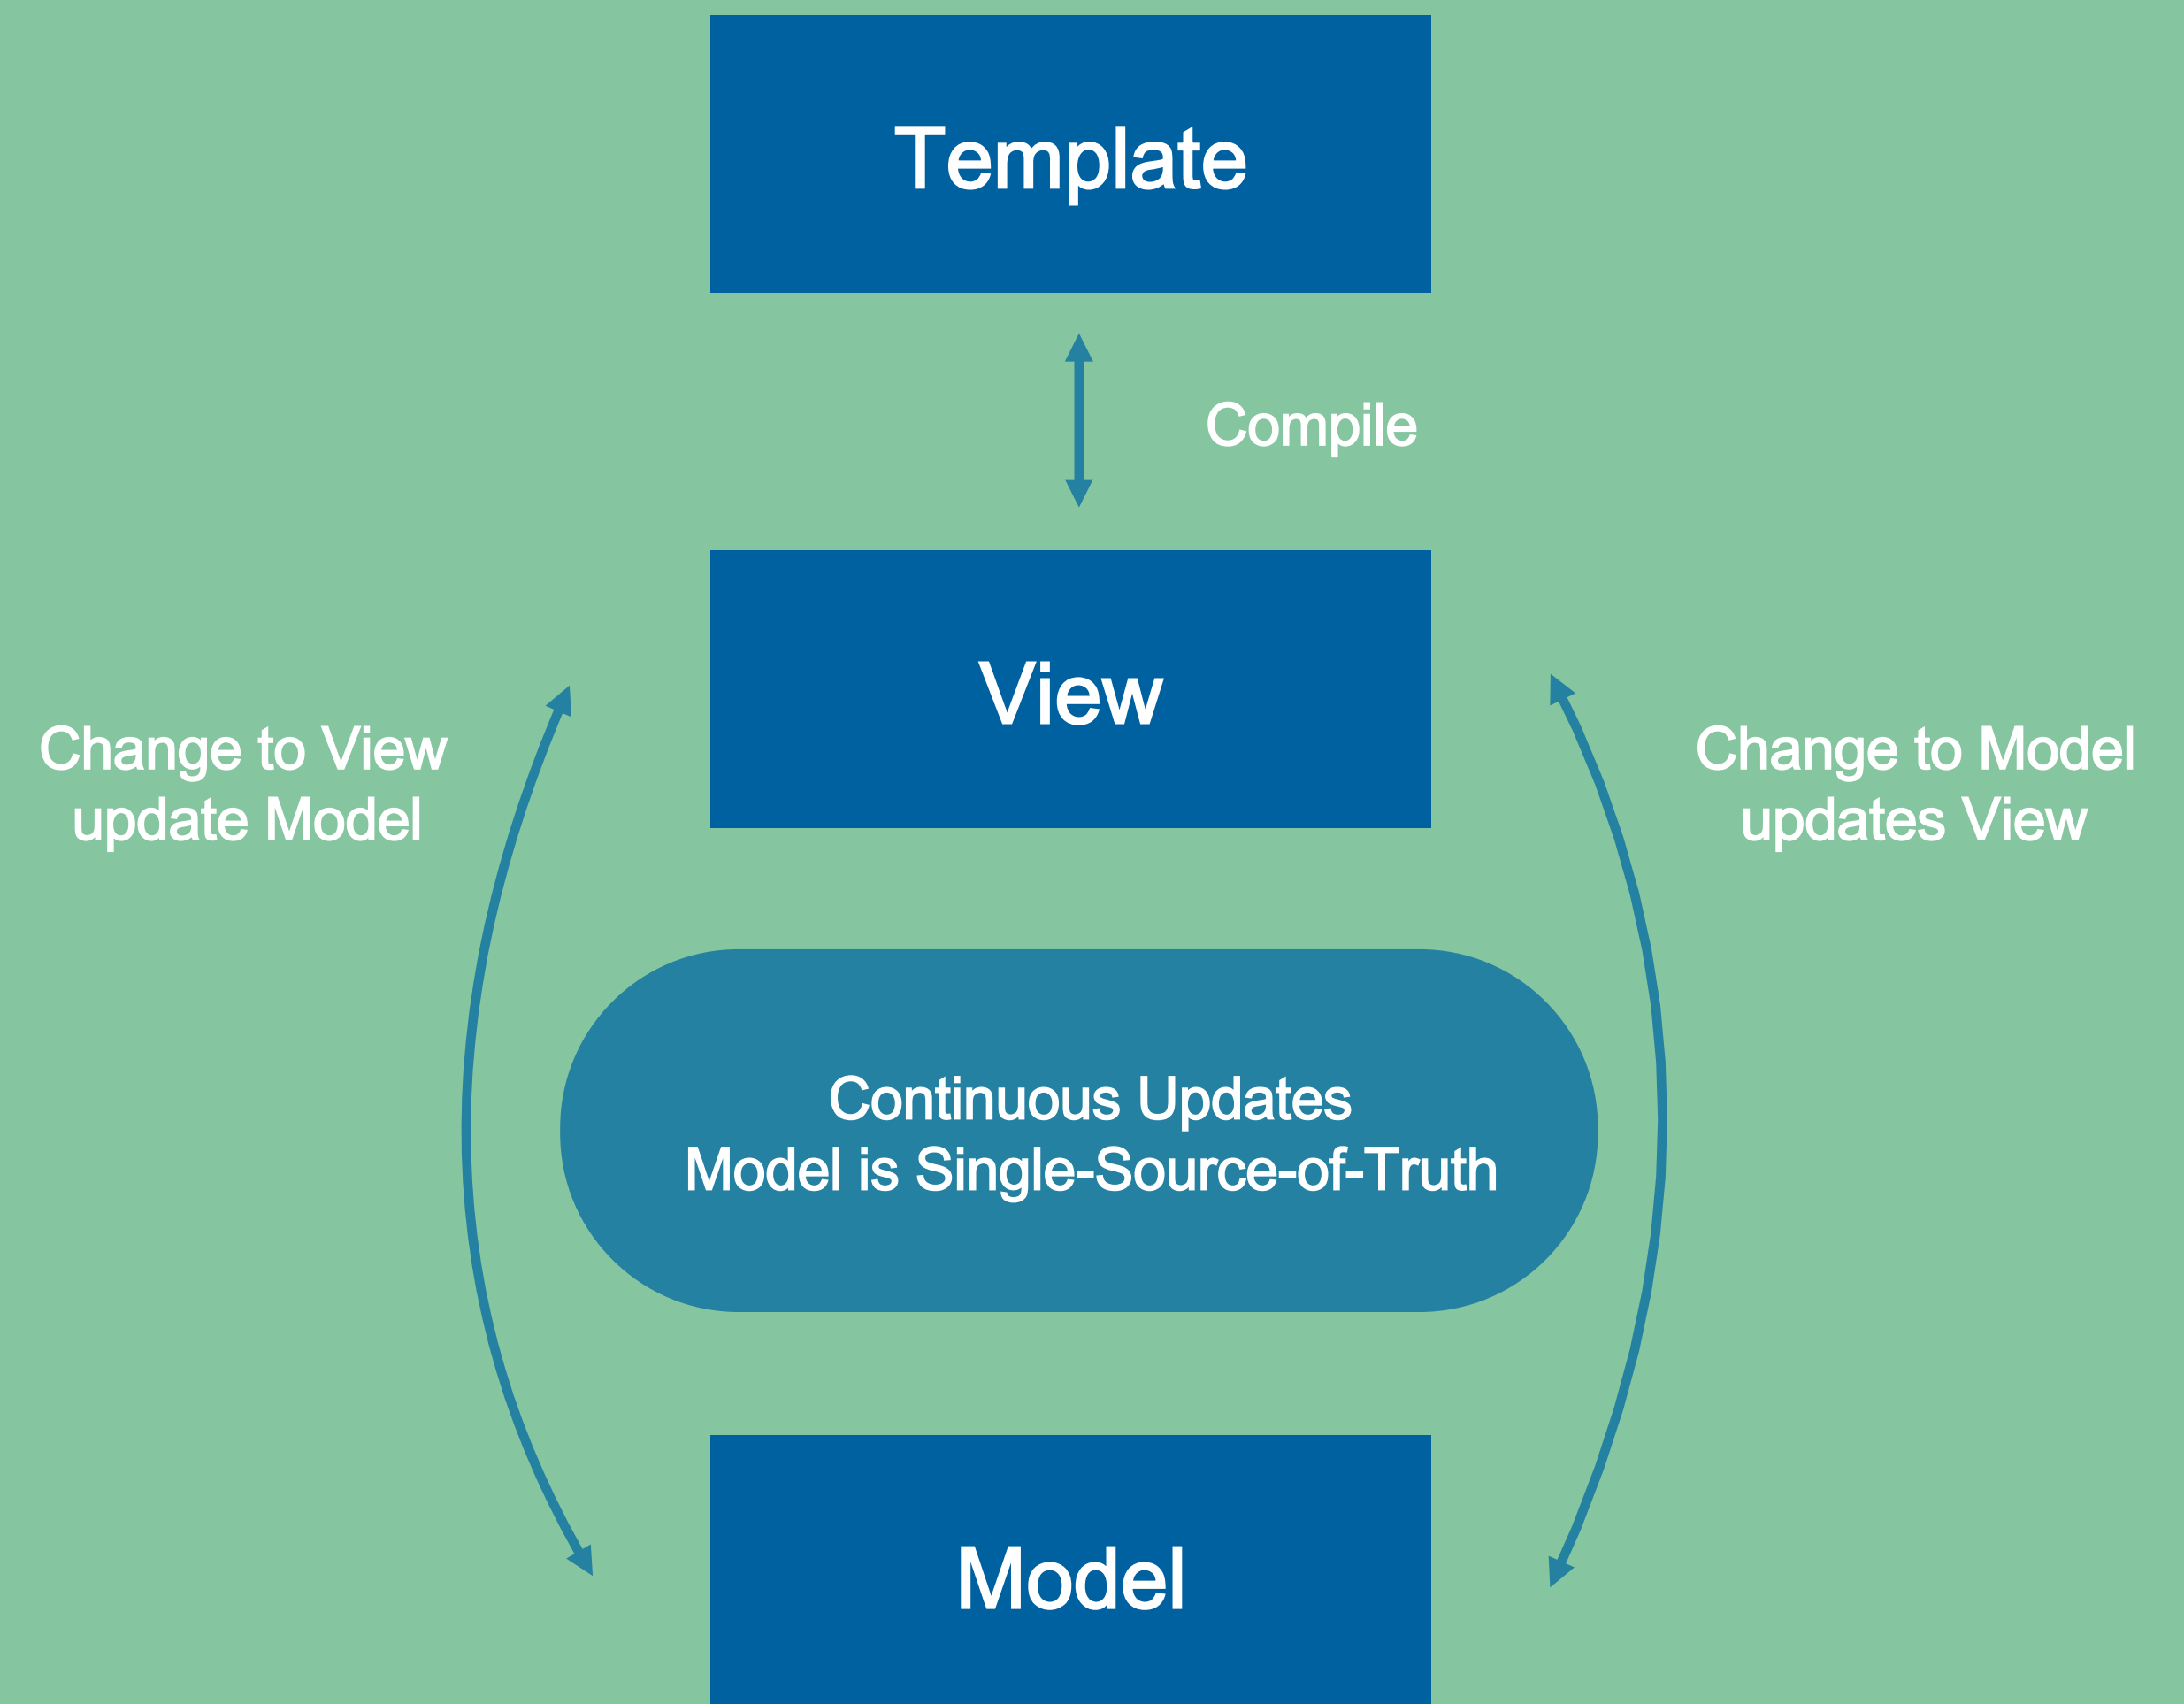 Template
Compile
View
Change to View
update Model
Change to Model
updates View
Continuous Updates
Model is Single-Source-of-Truth
Model